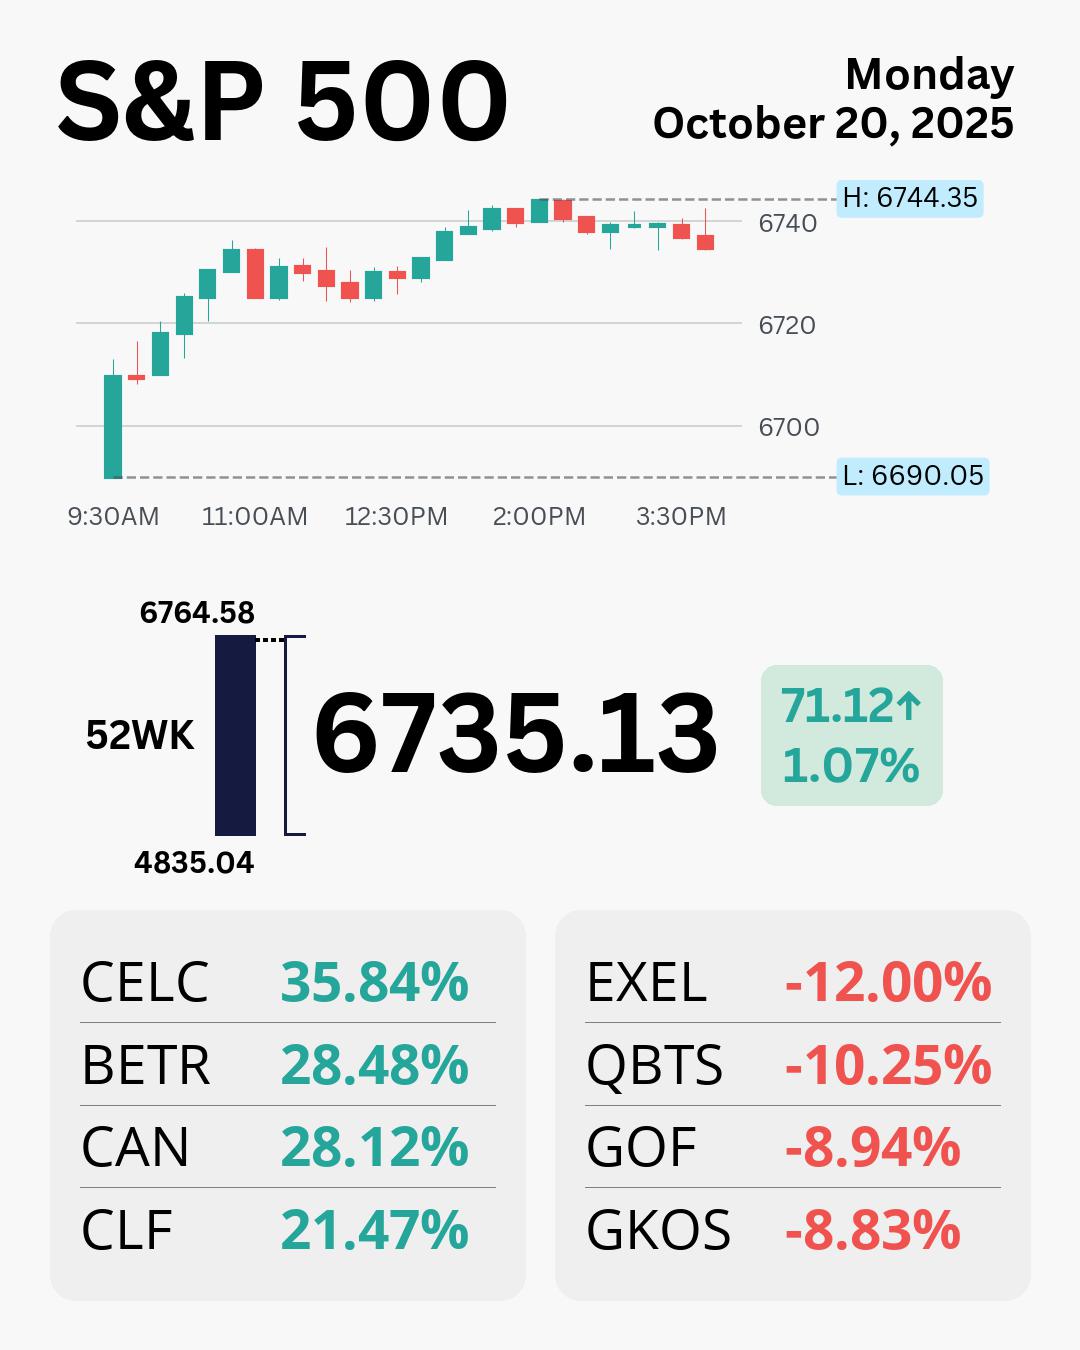 S&P 500
Monday
October 20, 2025
H: 6744.35
6740
6720
6700
L: 6690.05
9:30AM 11:00AM 12:30PM 2:00PM 3:30PM
6764.58
52WK
4835.04
6735.13
71.12↑
1.07%
CELC 35.84%
BETR 28.48%
CAN 28.12%
CLF 21.47%
EXEL -12.00%
QBTS -10.25%
GOF -8.94%
GKOS -8.83%